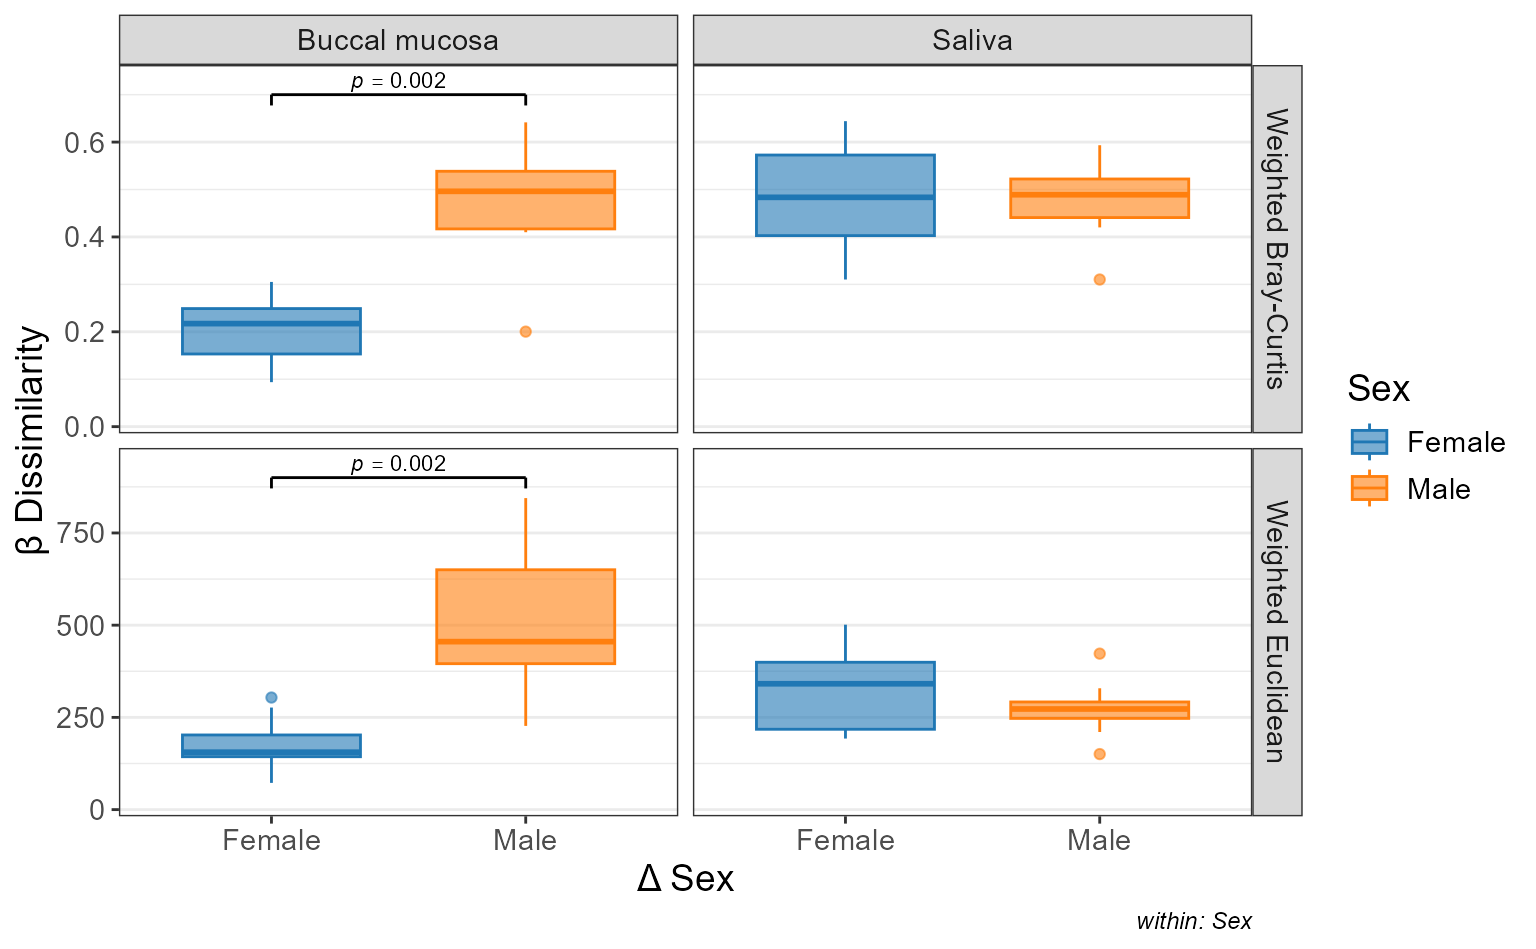 Buccal mucosa
Saliva
p = 0.002
0.6
0.4
0.2
0.0
Weighted Bray-Curtis
p = 0.002
750
500
250
0
Weighted Euclidean
β Dissimilarity
Female
Male
Female
Male
Δ Sex
within: Sex
Sex
Female
Male